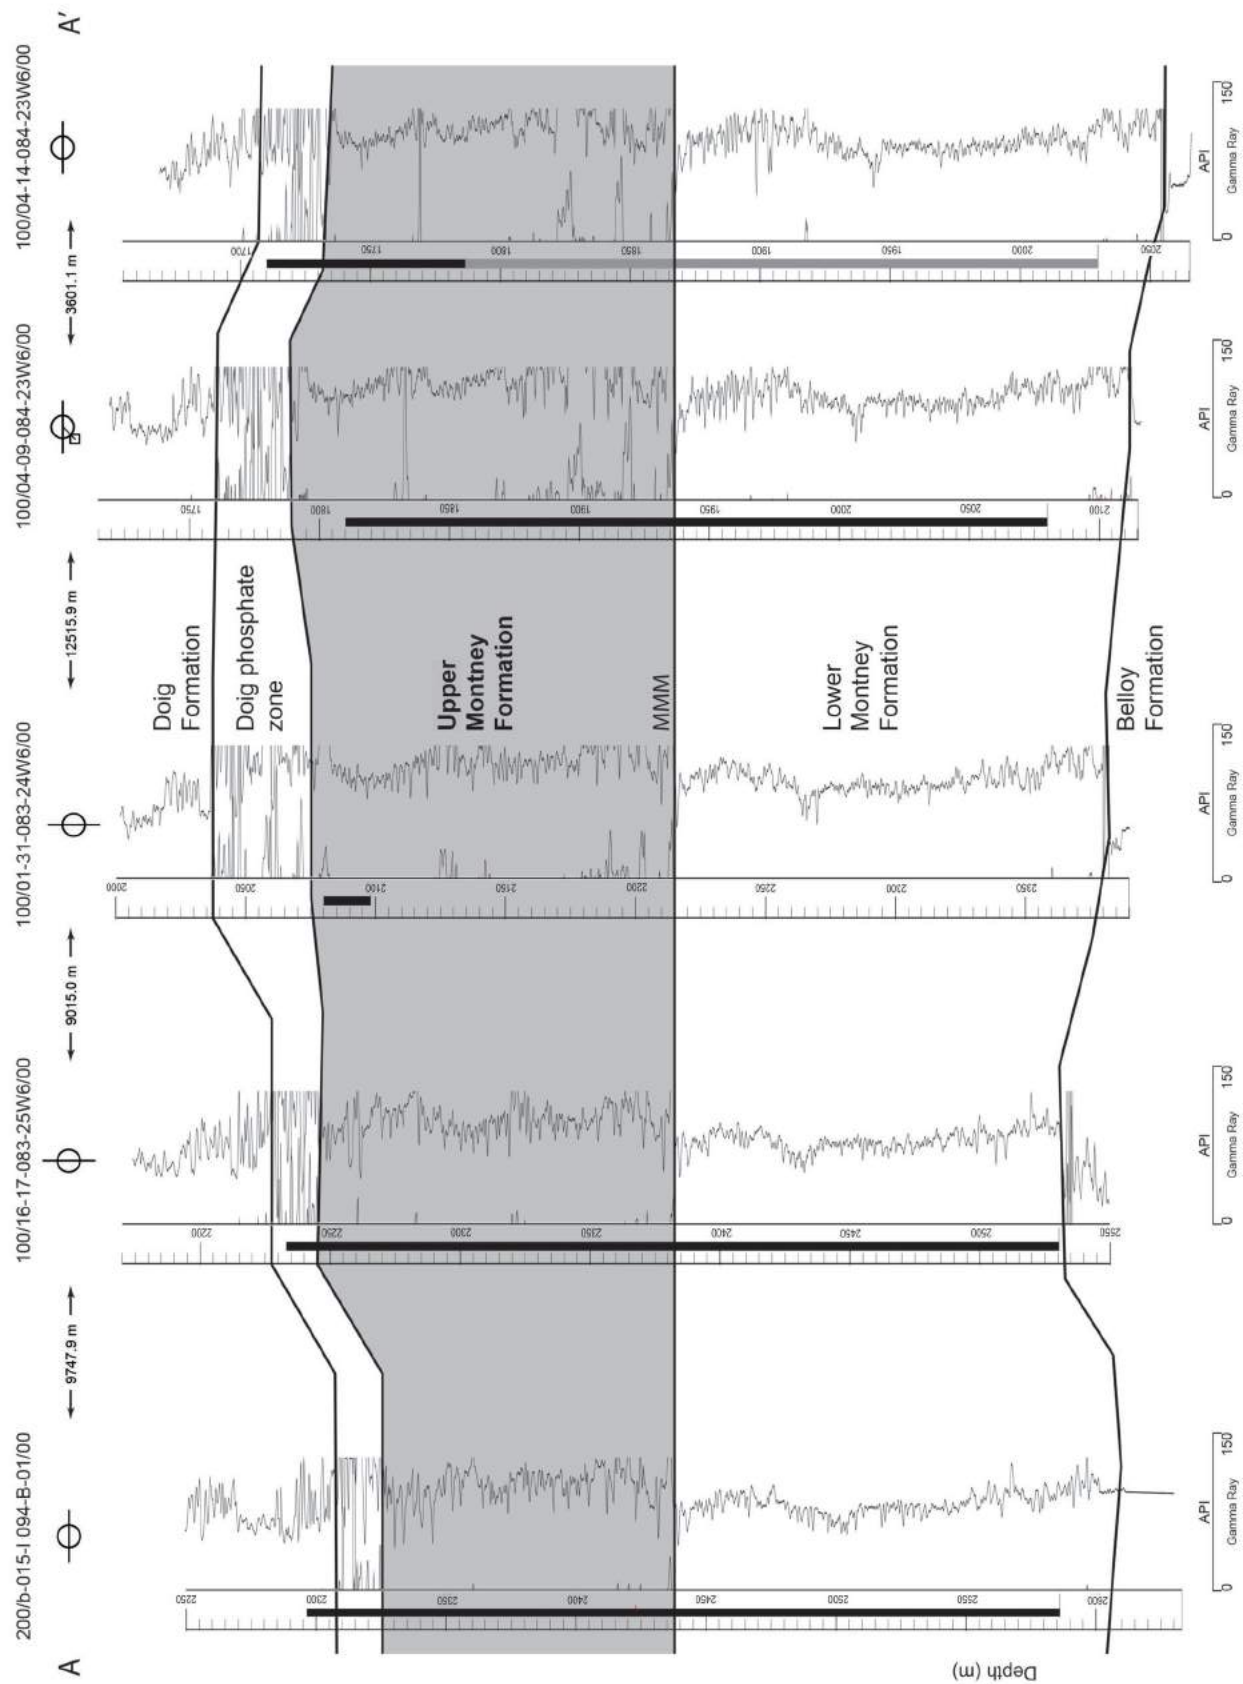 A
A'
200/b-015-I 094-B-01/00
100/16-17-083-25W6/00
100/01-31-083-24W6/00
100/04-09-084-23W6/00
100/04-14-084-23W6/00
9747.9 m
9015.0 m
12515.9 m
3601.1 m
Doig
Formation
Doig phosphate
zone
Upper
Montney
Formation
MMM
Lower
Montney
Formation
Belloy
Formation
Depth (m)
2250
2300
2350
2400
2450
2500
2550
2600
0
150
API
Gamma Ray
2200
2250
2300
2350
2400
2450
2500
2550
0
150
API
Gamma Ray
2000
2050
2100
2150
2200
2250
2300
2350
0
150
API
Gamma Ray
1750
1800
1850
1900
1950
2000
2050
2100
0
150
API
Gamma Ray
1700
1750
1800
1850
1900
1950
2000
2050
0
150
API
Gamma Ray